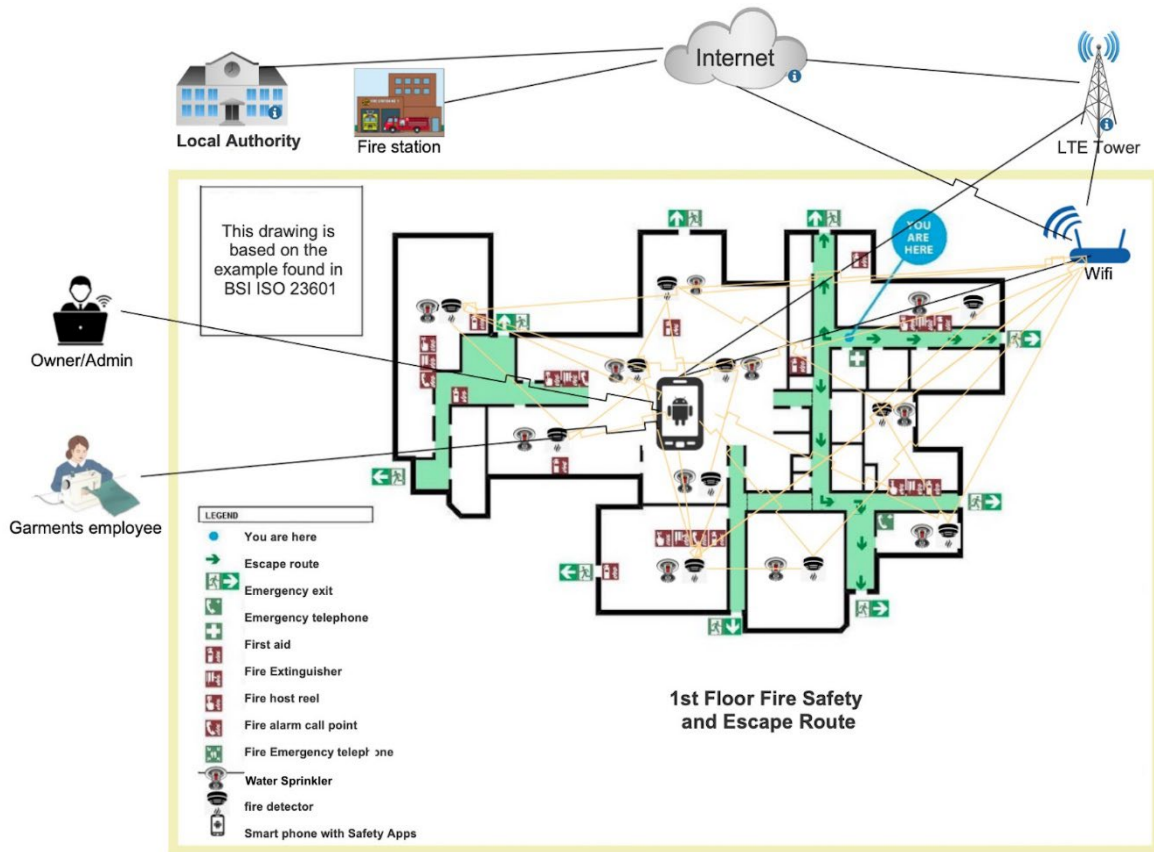 Internet
Local Authority
Fire station
LTE Tower
This drawing is
based on the
example found in
BSI ISO 23601
YOU
ARE
HERE
Wifi
Owner/Admin
Garments employee
LEGEND
You are here
Escape route
Emergency exit
Emergency telephone
First aid
Fire Extinguisher
Fire host reel
Fire alarm call point
Fire Emergency telephone
Water Sprinkler
fire detector
Smart phone with Safety Apps
1st Floor Fire Safety
and Escape Route